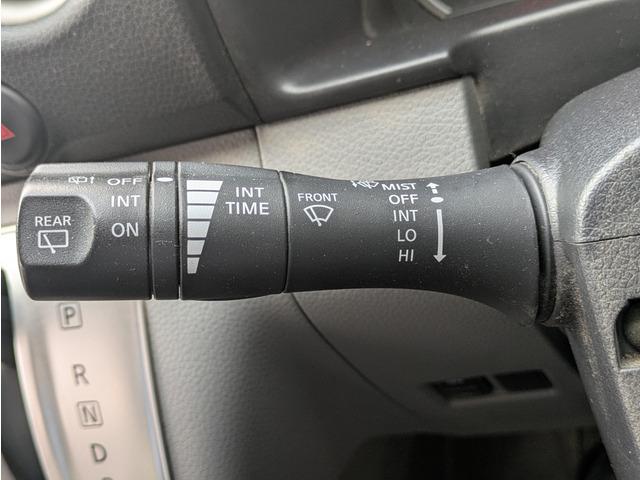 OFF
INT
ON
REAR
INT
TIME
FRONT
MIST
OFF
INT
LO
HI
P
R
N
D